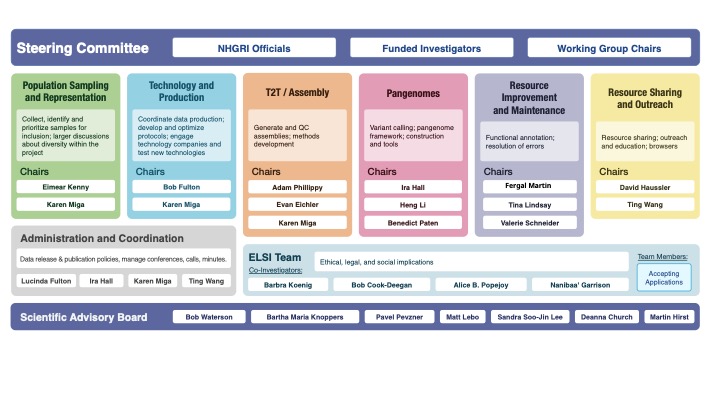 Steering Committee
NHGRI Officials
Funded Investigators
Working Group Chairs
Population Sampling
and Representation
Collect, identify and
prioritize samples for
inclusion; larger discussions
about diversity within the
project
Chairs
Eimear Kenny
Karen Miga
Technology and
Production
Coordinate data production;
develop and optimize
protocols; engage
technology companies and
test new technologies
Chairs
Bob Fulton
Karen Miga
T2T / Assembly
Generate and QC
assemblies; methods
development
Chairs
Adam Phillippy
Evan Eichler
Karen Miga
Pangenomes
Variant calling; pangenome
framework; construction
and tools
Chairs
Ira Hall
Heng Li
Benedict Paten
Resource
Improvement
and Maintenance
Functional annotation;
resolution of errors
Chairs
Fergal Martin
Tina Lindsay
Valerie Schneider
Resource Sharing
and Outreach
Resource sharing; outreach
and education; browsers
Chairs
David Haussler
Ting Wang
Administration and Coordination
Data release & publication policies, manage conferences, calls, minutes.
Lucinda Fulton
Ira Hall
Karen Miga
Ting Wang
ELSI Team
Ethical, legal, and social implications
Co-Investigators:
Barbra Koenig
Bob Cook-Deegan
Alice B. Popejoy
Nanibaa' Garrison
Team Members:
Accepting
Applications
Scientific Advisory Board
Bob Waterson
Bartha Maria Knoppers
Pavel Pevzner
Matt Lebo
Sandra Soo-Jin Lee
Deanna Church
Martin Hirst